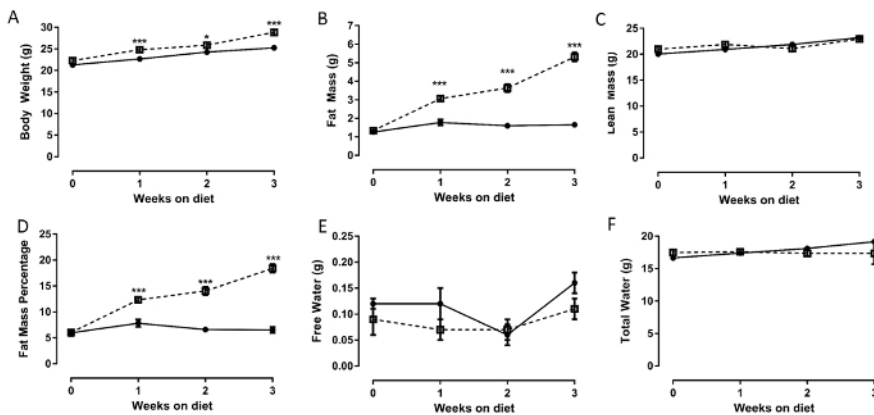 A
Body Weight (g)
30
25
20
15
10
5
0
***
*
***
0 1 2 3
Weeks on diet
B
Fat Mass (g)
7
6
5
4
3
2
1
0
***
***
***
0 1 2 3
Weeks on diet
C
Lean Mass (g)
25
20
15
10
5
0
0 1 2 3
Weeks on diet
D
Fat Mass Percentage
25
20
15
10
5
0
***
***
***
0 1 2 3
Weeks on diet
E
Free Water (g)
0.25
0.20
0.15
0.10
0.05
0.00
0 1 2 3
Weeks on diet
F
Total Water (g)
20
15
10
5
0
0 1 2 3
Weeks on diet